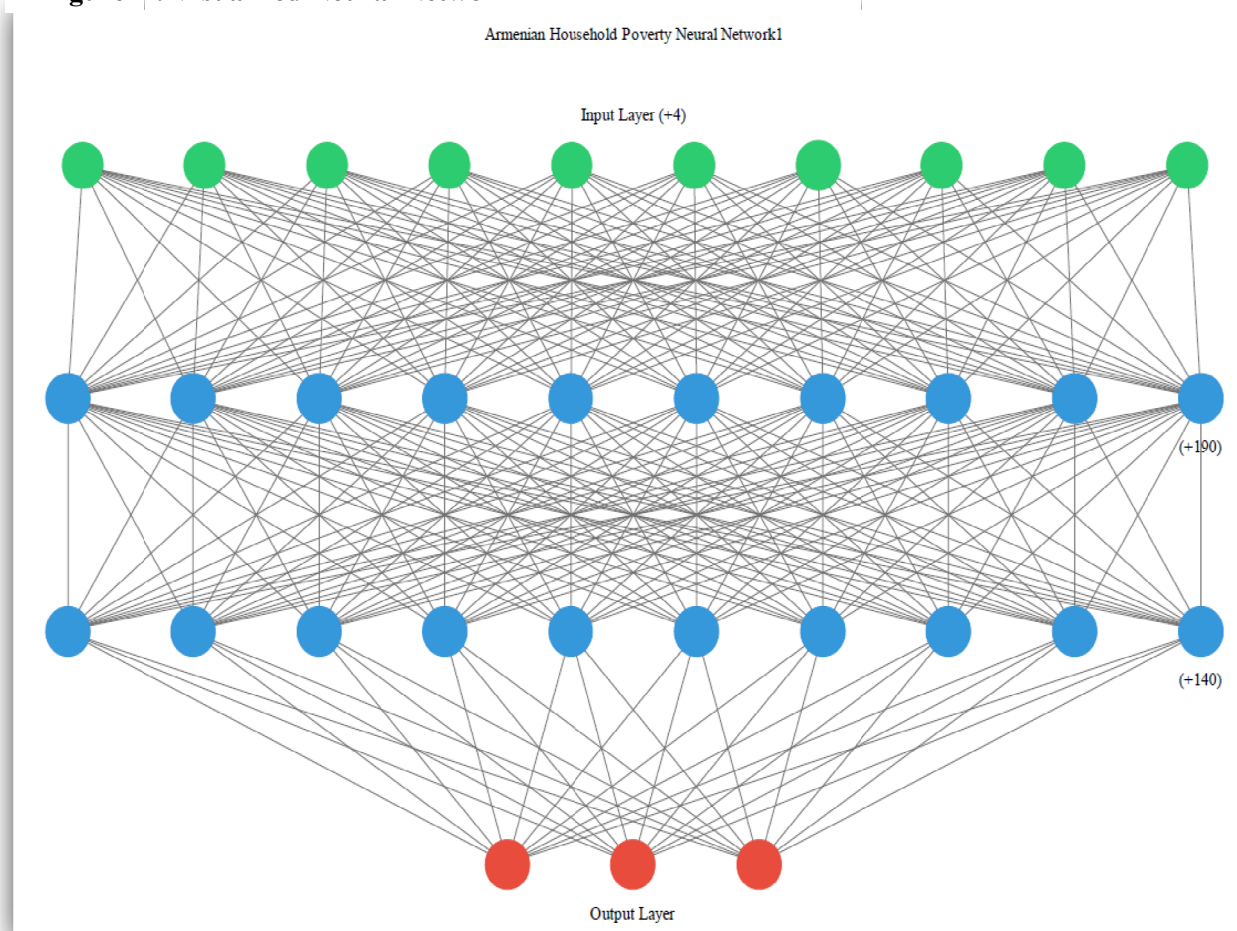 Armenian Household Poverty Neural Network1
Input Layer (+4)
(+190)
(+140)
Output Layer